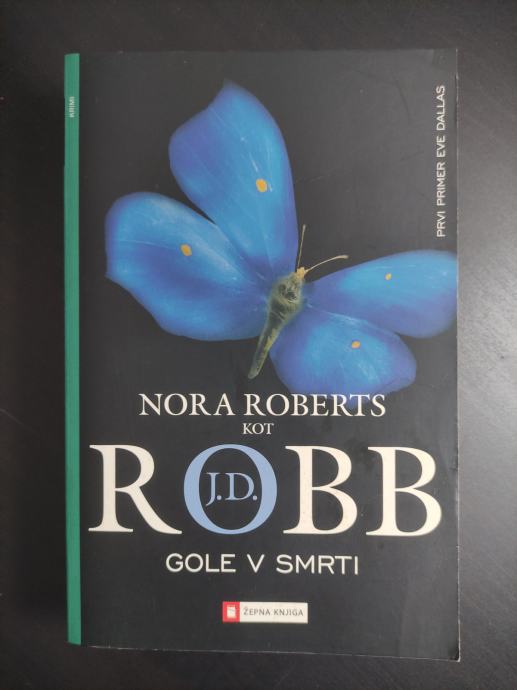 KRIMI
PRVI PRIMER EVE DALLAS
NORA ROBERTS
KOT
J.D.
ROBB
GOLE V SMRTI
ŽEPNA KNJIGA